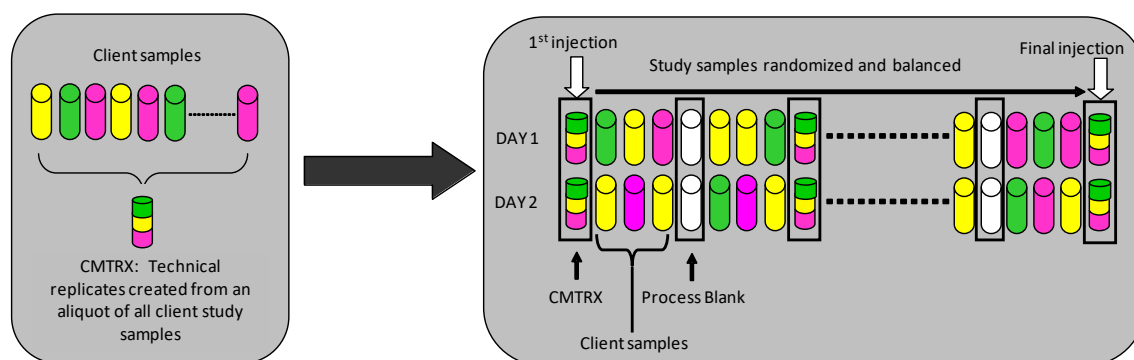 Client samples
CMTRX: Technical
replicates created from an
aliquot of all client study
samples
1st injection
Final injection
Study samples randomized and balanced
DAY 1
DAY 2
CMTRX
Process Blank
Client samples